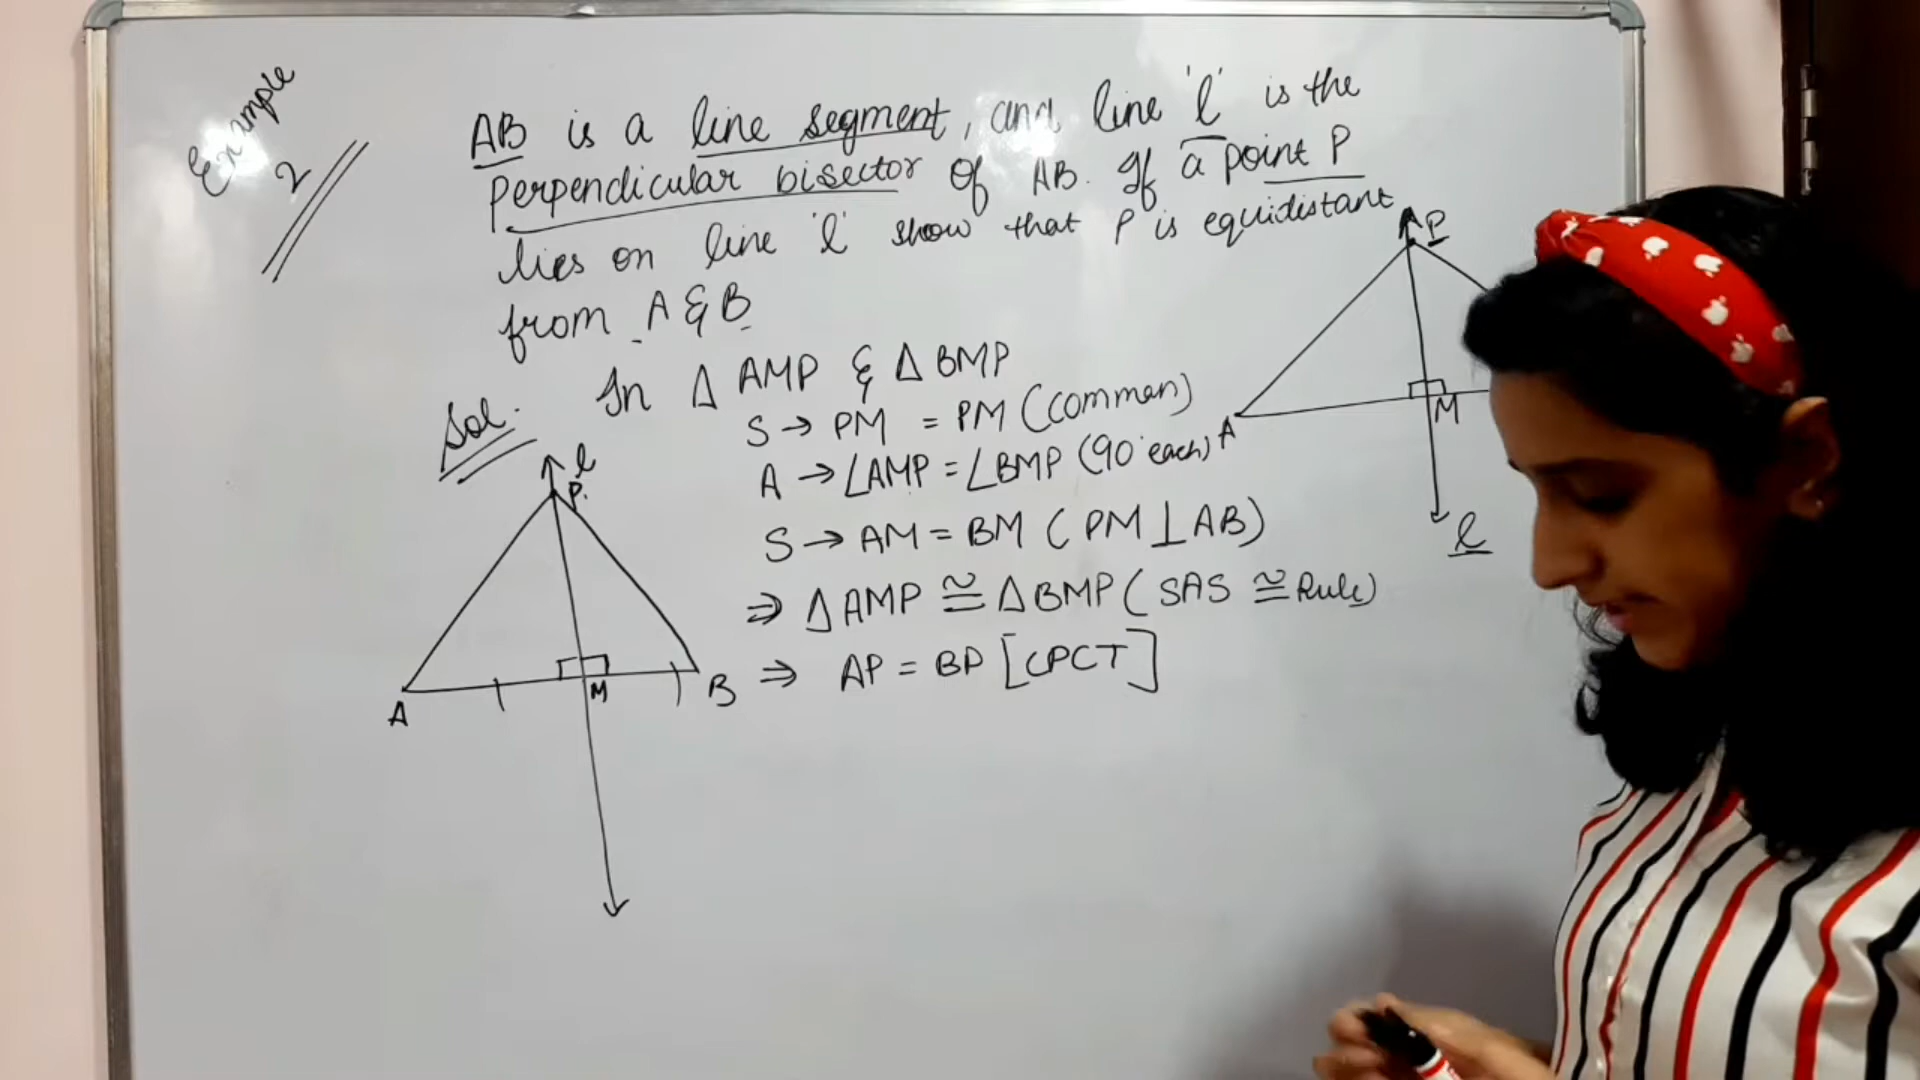 Example
2
AB is a line segment, and line 'l' is the
perpendicular bisector of AB. If a point P
lies on line 'l' show that P is equidistant
from A & B
Sol.
In Δ AMP & Δ BMP
S → PM = PM (common)
A → ∠AMP = ∠BMP (90° each)
S → AM = BM ( PM ⊥ AB)
⇒ Δ AMP ≅ Δ BMP ( SAS ≅ Rule)
⇒ AP = BP [CPCT]
l
P.
A
M
B
P
A
M
l